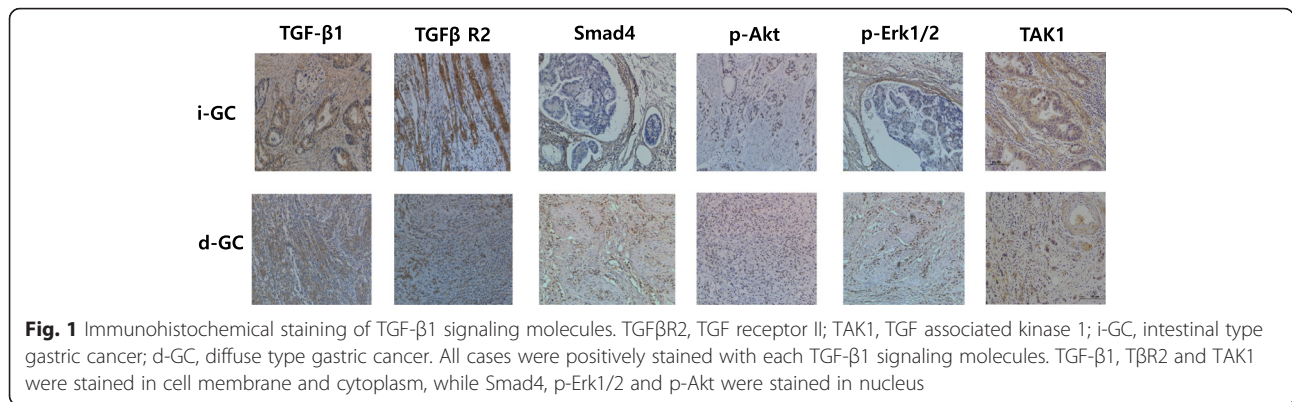 TGF-β1 TGFβ R2 Smad4 p-Akt p-Erk1/2 TAK1
i-GC
d-GC
Fig. 1 Immunohistochemical staining of TGF-β1 signaling molecules. TGFβR2, TGF receptor II; TAK1, TGF associated kinase 1; i-GC, intestinal type
gastric cancer; d-GC, diffuse type gastric cancer. All cases were positively stained with each TGF-β1 signaling molecules. TGF-β1, TβR2 and TAK1
were stained in cell membrane and cytoplasm, while Smad4, p-Erk1/2 and p-Akt were stained in nucleus